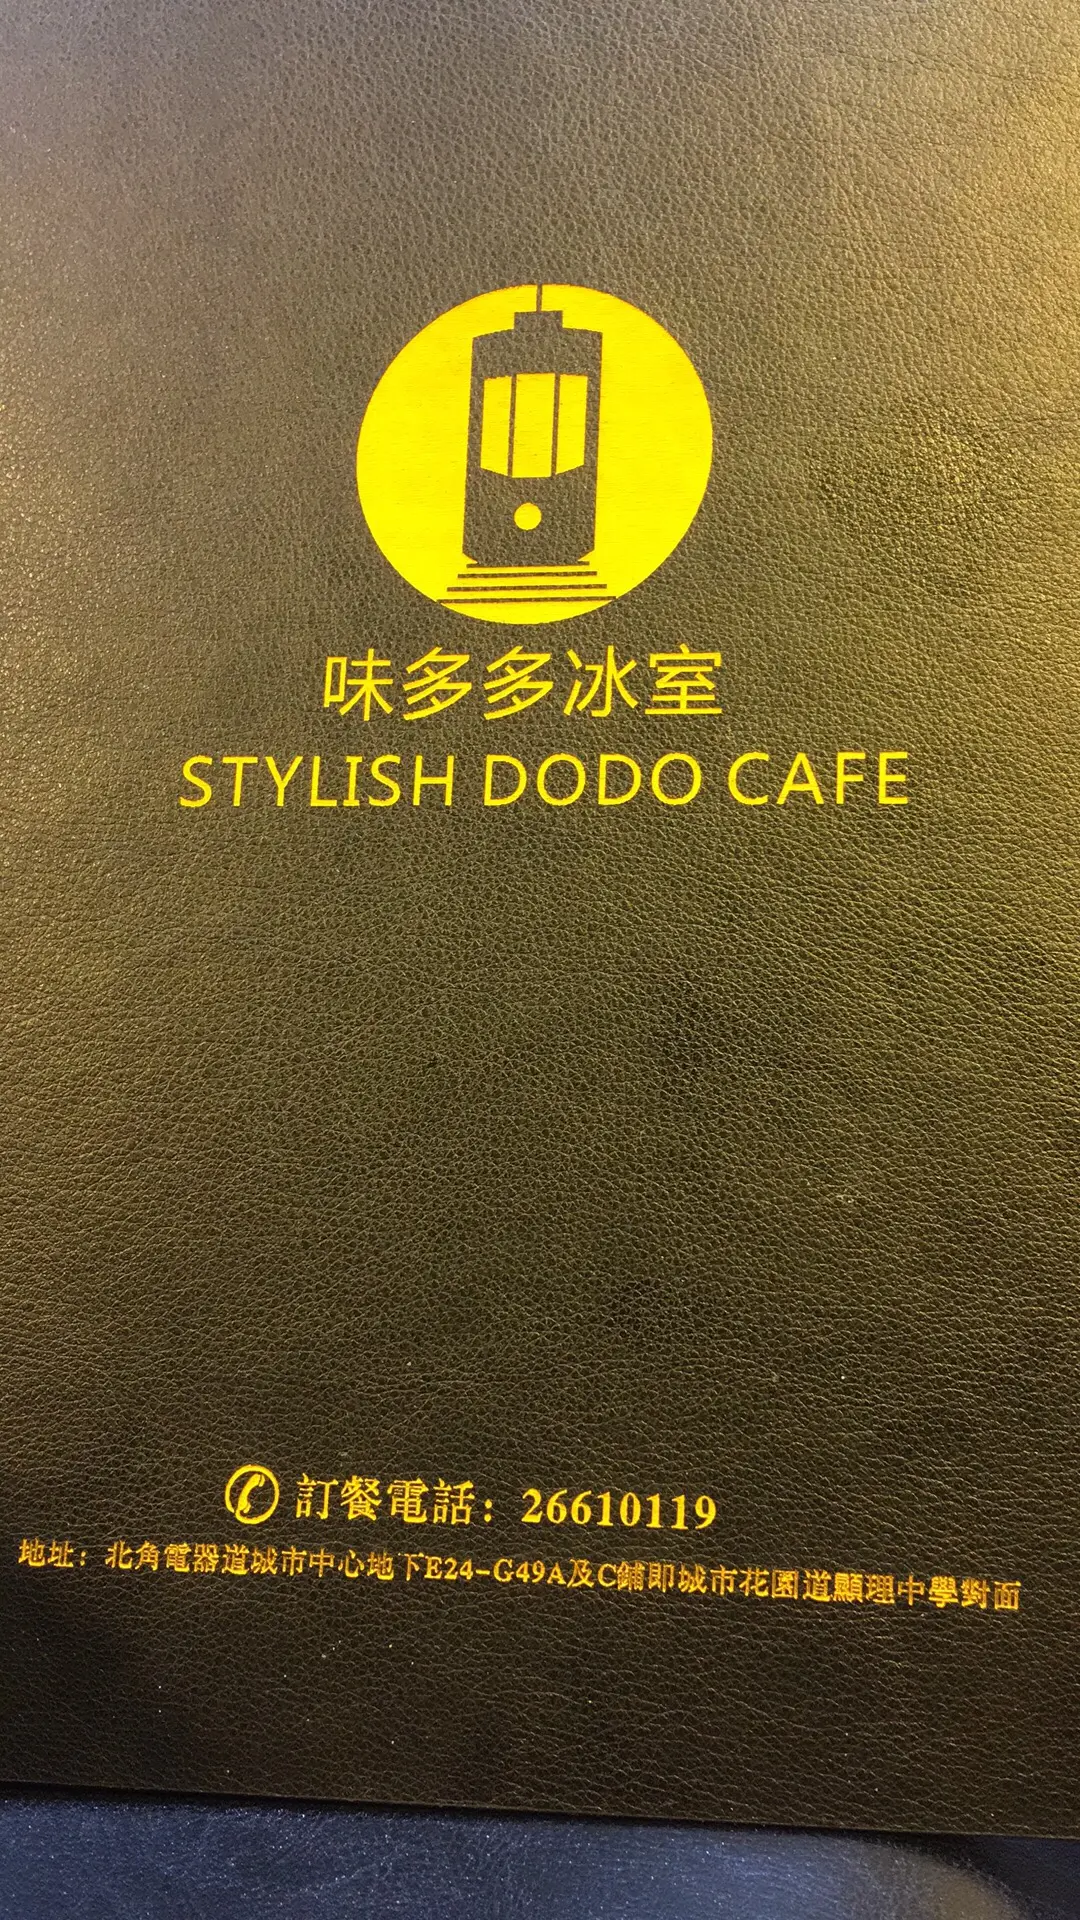 味多多冰室
STYLISH DODO CAFE
訂餐電話：26610119
地址：北角電器道城市中心地下E24-G49A及C鋪即城市花園道顯理中學對面